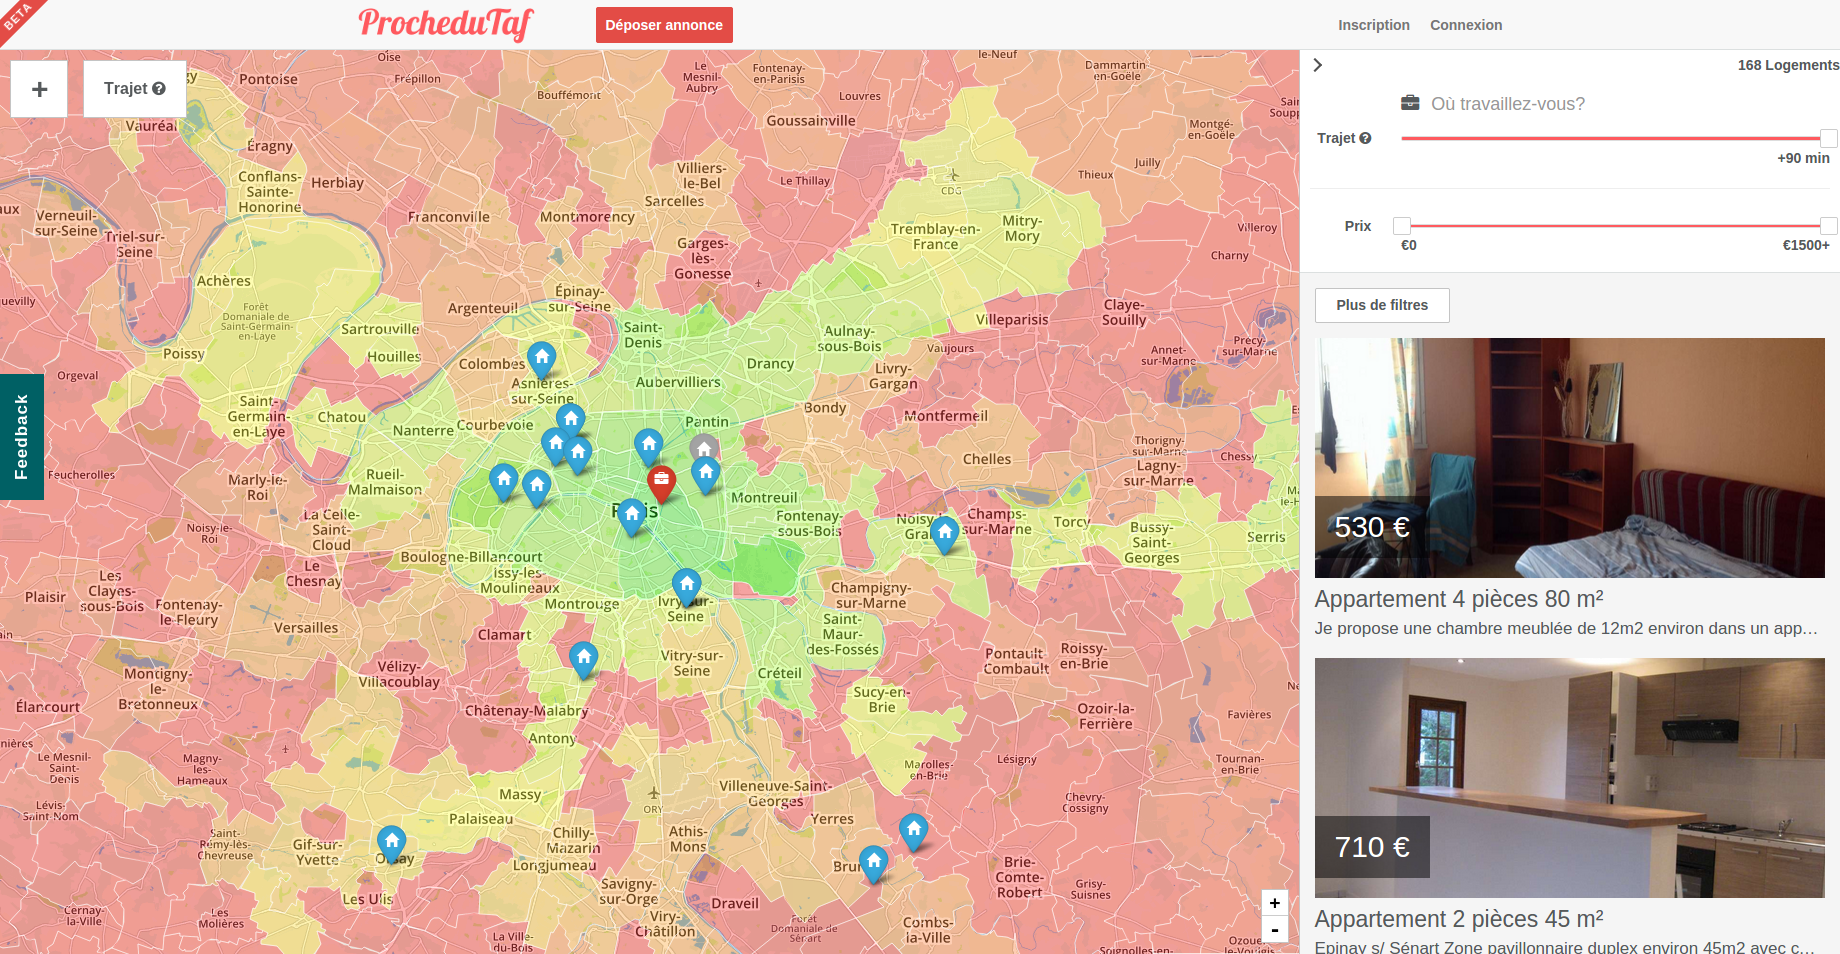 BETA
ProcheduTaf
Déposer annonce
Inscription
Connexion
+
Trajet
Feedback
Oise
Pontoise
Frépillon
Le
Mesnil-
Aubry
Fontenay-
en-Parisis
le-Neuf
Dammartin
en-Goële
Bouffémont
Louvres
Vauréal
Goussainville
Montgé-
en-Goële
Éragny
Conflans-
Sainte-
Honorine
Herblay
Villiers-
le-Bel
Le Thillay
CDG
Juilly
Thieux
Verneuil-
sur-Seine
Franconville
Montmorency
Sarcelles
Triel-sur-
Seine
Garges-
lès-
Gonesse
Tremblay-en-
France
Mitry-
Mory
Villeroy
Charny
Achères
Forêt
Domaniale de
Saint-Germain-
en-Laye
Argenteuil
Épinay-
sur-Seine
Sartrouville
Houilles
Saint-
Denis
Aulnay-
sous-Bois
Villeparisis
Claye-
Souilly
Poissy
Colombes
Drancy
Vaujours
Annet-
sur-Marne
Précy-
sur-Marne
Orgeval
Asnières-
sur-Seine
Aubervilliers
Livry-
Gargan
Saint-
Germain-
en-Laye
Chatou
Nanterre
Courbevoie
Pantin
Bondy
Montfermeil
Feucherolles
Thorigny-
sur-Marne
Lagny-
sur-Marne
Chelles
Chessy
Marly-le-
Roi
Rueil-
Malmaison
Montreuil
Noisy-le-
Roi
La Celle-
Saint-
Cloud
Fontenay-
sous-Bois
Champs-
sur-Marne
Torcy
Bussy-
Saint-
Georges
Serris
Boulogne-Billancourt
Le
Chesnay
Issy-les-
Moulineaux
Les
Clayes-
sous-Bois
Plaisir
Fontenay-
le-Fleury
Versailles
Montrouge
Ivry-sur-
Seine
Champigny-
sur-Marne
Clamart
Saint-
Maur-
des-Fossés
Vitry-sur-
Seine
Créteil
Pontault-
Combault
Roissy-
en-Brie
Vélizy-
Villacoublay
Montigny-
le-
Bretonneux
Élancourt
Châtenay-Malabry
Sucy-en-
Brie
Ozoir-la-
Ferrière
Favières
Antony
Le Mesnil-
Saint-
Denis
Magny-
les-
Hameaux
Marolles-
en-Brie
Lésigny
Tournan-
en-Brie
Massy
ORY
Villeneuve-Saint-
Georges
Chevry-
Cossigny
Lévis-
Saint-Nom
Palaiseau
Yerres
Saint-
Rémy-lès-
Chevreuse
Gif-sur-
Yvette
Chilly-
Mazarin
Longjumeau
Athis-
Mons
Brie-
Comte-
Robert
Grisy-
Suisnes
Les Ulis
Savigny-
sur-Orge
Draveil
Cernay-
la-Ville
Les
Molières
Viry-
Châtillon
Forêt
Domaniale de
Sénart
Combs-
la-Ville
La Ville-
du-Bois
+
-
168 Logements
Où travaillez-vous?
Trajet
+90 min
Prix
€0
€1500+
Plus de filtres
530 €
Appartement 4 pièces 80 m²
Je propose une chambre meublée de 12m2 environ dans un app…
710 €
Appartement 2 pièces 45 m²
Epinay s/ Sénart Zone pavillonnaire duplex environ 45m2 avec c…